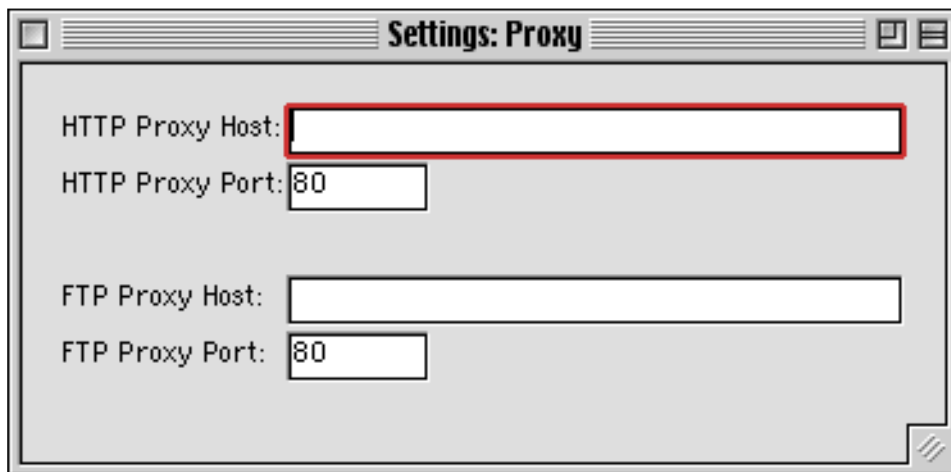 Settings: Proxy
HTTP Proxy Host:
HTTP Proxy Port: 80
FTP Proxy Host:
FTP Proxy Port: 80